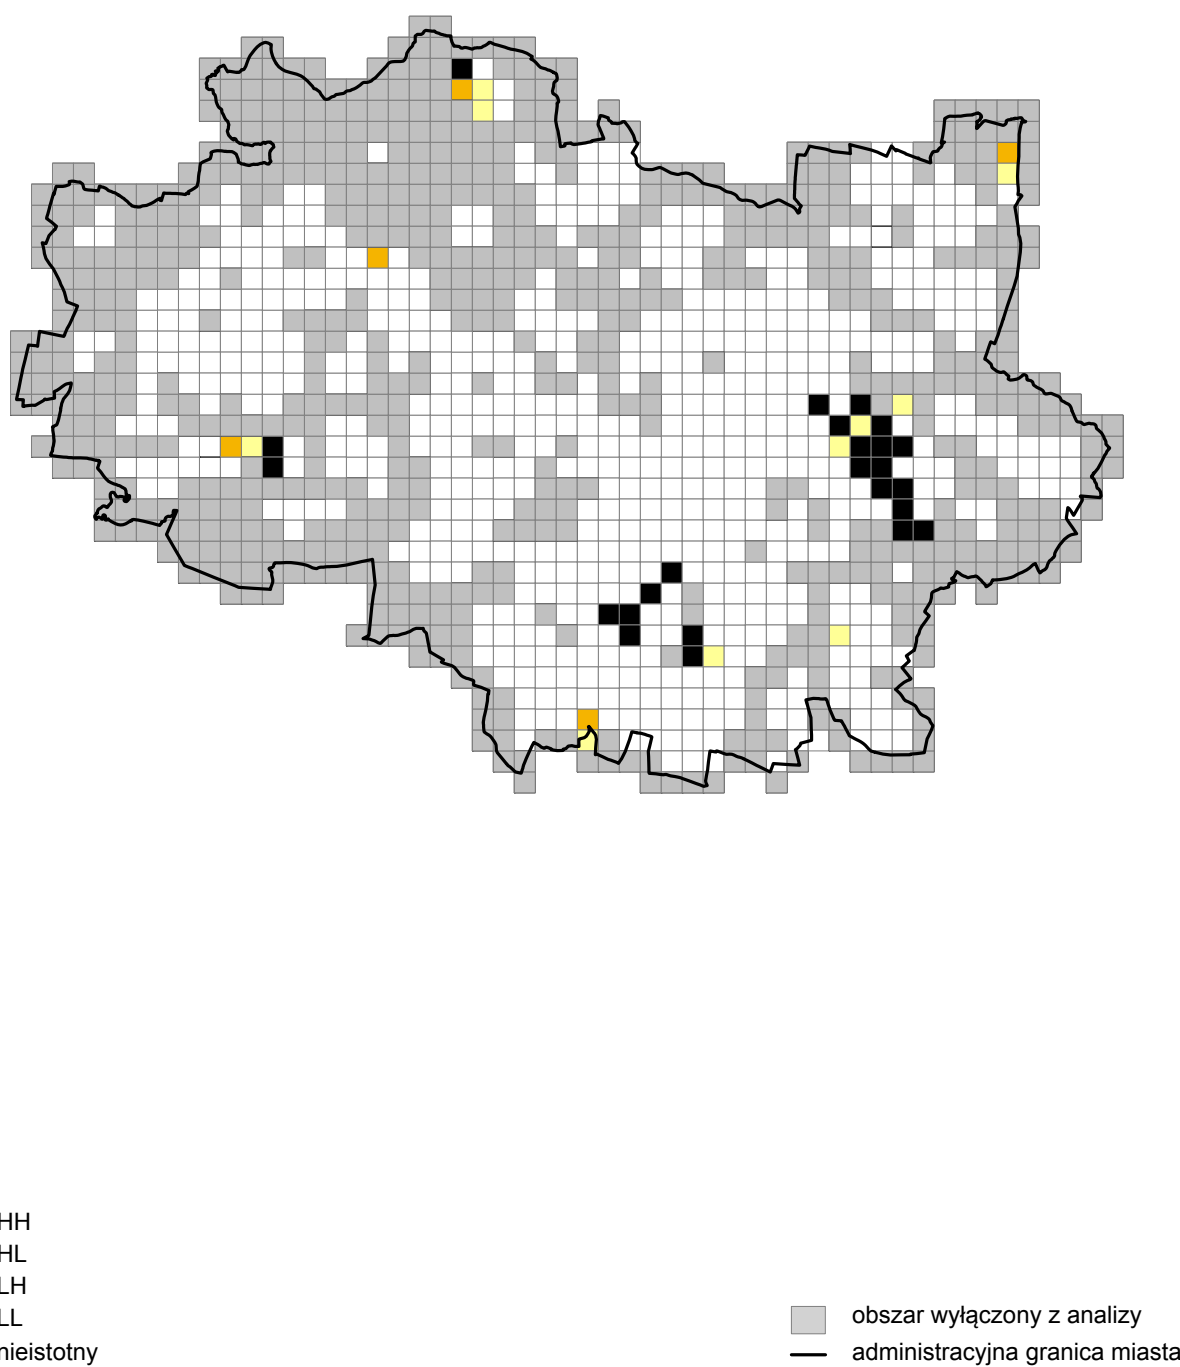 HH
HL
LH
LL
nieistotny
obszar wyłączony z analizy
administracyjna granica miasta